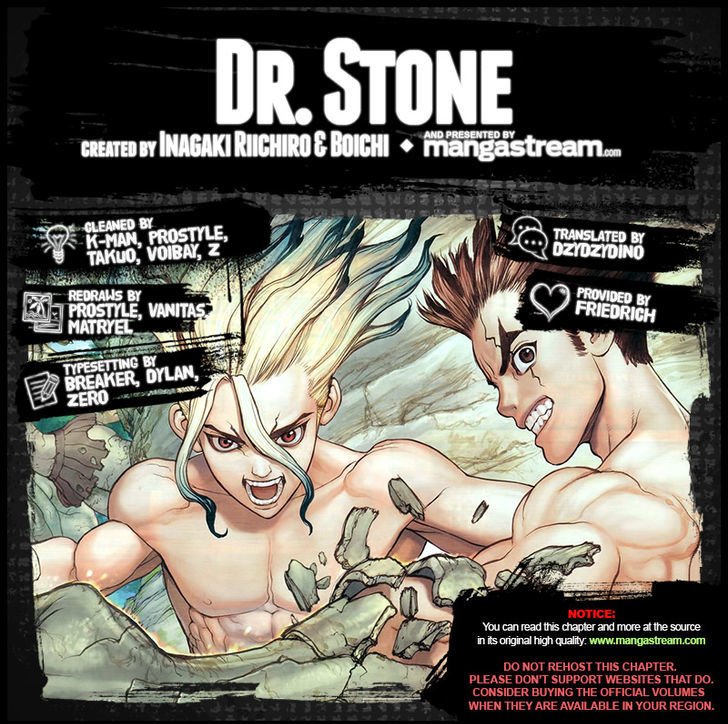 DR. STONE
CREATED BY INAGAKI RIICHIRO & BOICHI ◆ AND PRESENTED BY mangastream.com
CLEANED BY
K-MAN, PROSTYLE,
TAKUO, VOIBAY, Z
REDRAWS BY
PROSTYLE, VANITAS,
MATRYEL
TYPESETTING BY
BREAKER, DYLAN,
ZERO
TRANSLATED BY
DZYDZYDINO
PROVIDED BY
FRIEDRICH
NOTICE:
You can read this chapter and more at the source
in its original high quality: www.mangastream.com
DO NOT REHOST THIS CHAPTER.
PLEASE DON'T SUPPORT WEBSITES THAT DO.
CONSIDER BUYING THE OFFICIAL VOLUMES
WHEN THEY ARE AVAILABLE IN YOUR REGION.